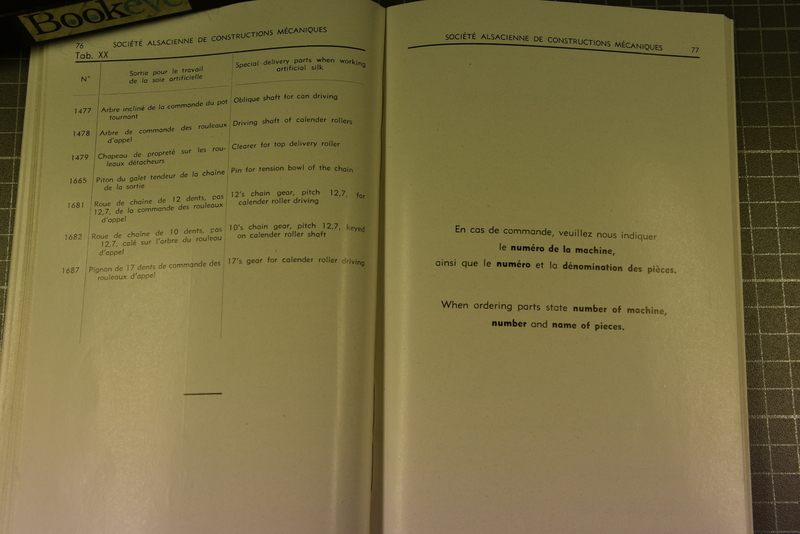 Bookeye
76 SOCIÉTÉ ALSACIENNE DE CONSTRUCTIONS MÉCANIQUES
Tab. XX
N° Sortie pour le travail de la soie artificielle Special delivery parts when working artificial silk
1477 Arbre incliné de la commande du pot tournant Oblique shaft for can driving
1478 Arbre de commande des rouleaux d'appel Driving shaft of calender rollers
1479 Chapeau de propreté sur les rouleaux détacheurs Clearer for top delivery roller
1665 Piton du galet tendeur de la chaîne de la sortie Pin for tension bowl of the chain
1681 Roue de chaîne de 12 dents, pas 12,7, de la commande des rouleaux d'appel 12's chain gear, pitch 12,7, for calender roller driving
1682 Roue de chaîne de 10 dents, pas 12,7, calé sur l'arbre du rouleau d'appel 10's chain gear, pitch 12,7, keyed on calender roller shaft
1687 Pignon de 17 dents de commande des rouleaux d'appel 17's gear for calender roller driving
SOCIÉTÉ ALSACIENNE DE CONSTRUCTIONS MÉCANIQUES 77
En cas de commande, veuillez nous indiquer
le numéro de la machine,
ainsi que le numéro et la dénomination des pièces.
When ordering parts state number of machine,
number and name of pieces.